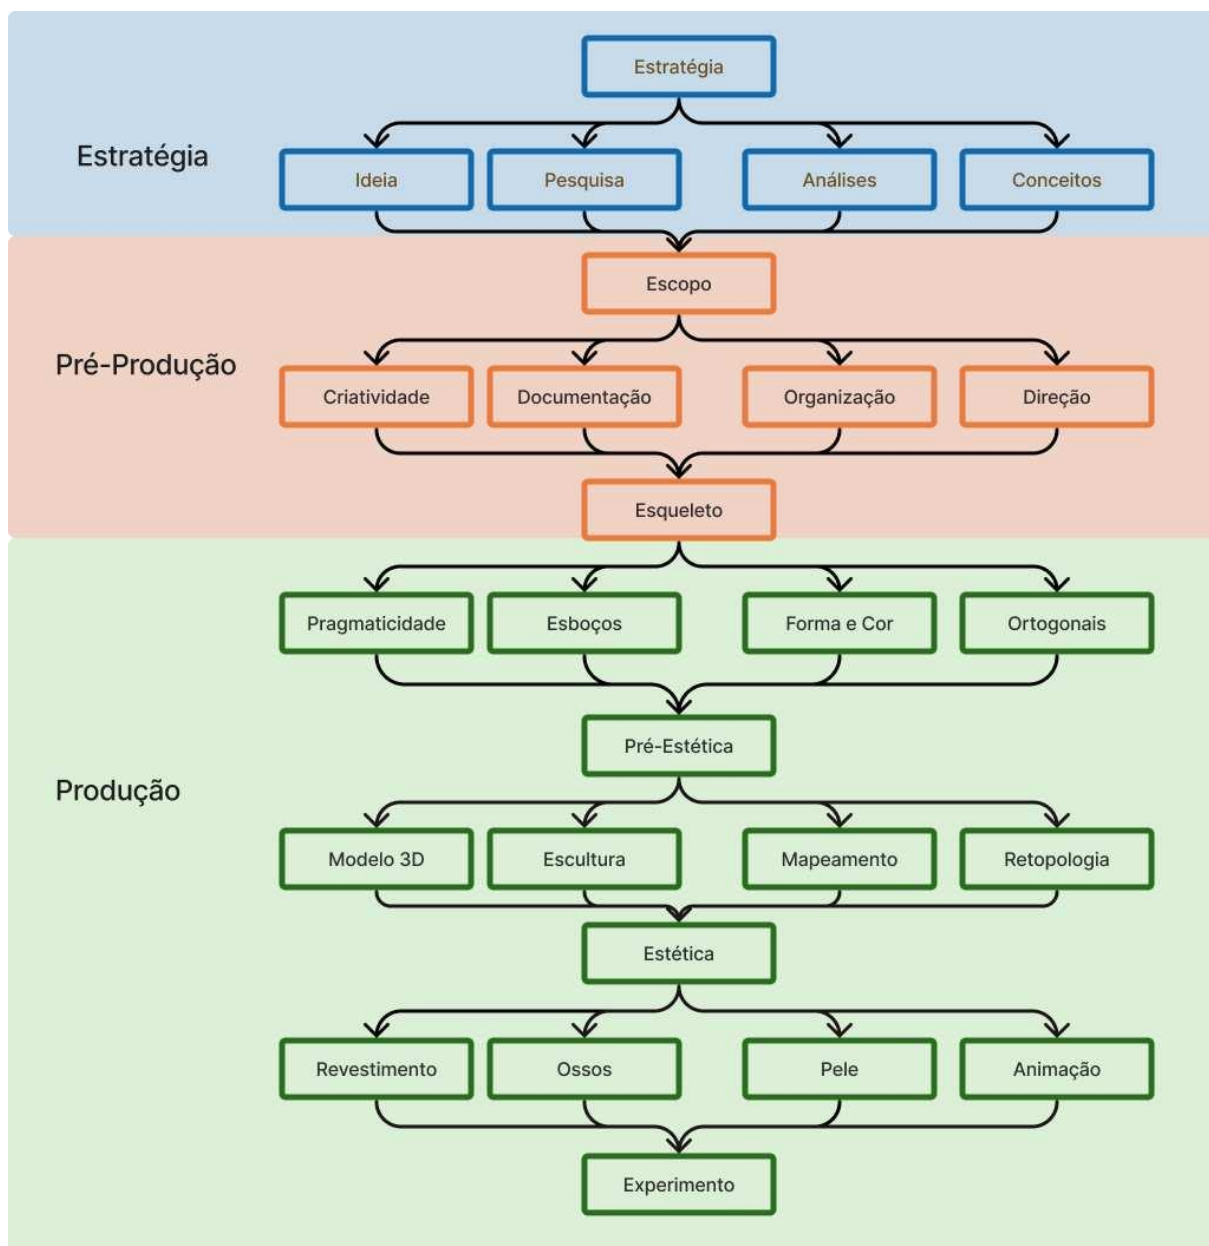 Estratégia
Estratégia
Ideia
Pesquisa
Análises
Conceitos
Pré-Produção
Escopo
Criatividade
Documentação
Organização
Direção
Esqueleto
Produção
Pragmaticidade
Esboços
Forma e Cor
Ortogonais
Pré-Estética
Modelo 3D
Escultura
Mapeamento
Retopologia
Estética
Revestimento
Ossos
Pele
Animação
Experimento